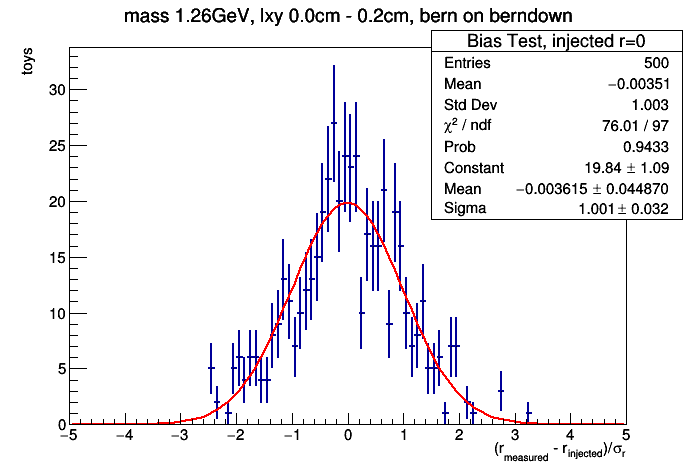 mass 1.26GeV, lxy 0.0cm - 0.2cm, bern on berndown
Bias Test, injected r=0
Entries 500
Mean −0.00351
Std Dev 1.003
χ² / ndf 76.01 / 97
Prob 0.9433
Constant 19.84 ± 1.09
Mean −0.003615 ± 0.044870
Sigma 1.001 ± 0.032
toys
30
25
20
15
10
5
0
−5 −4 −3 −2 −1 0 1 2 3 4 5
(r_measured - r_injected)/σ_r